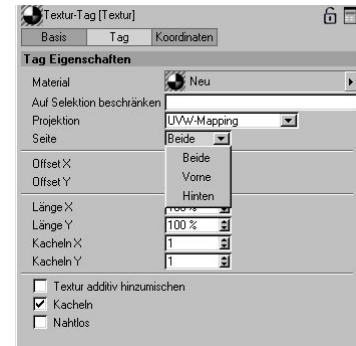 Textur-Tag [Textur]
Basis Tag Koordinaten
Tag Eigenschaften
Material Neu
Auf Selektion beschränken
Projektion UVW-Mapping
Seite Beide
Beide
Offset X
Vorne
Offset Y
Hinten
Länge X 100 %
Länge Y 100 %
Kacheln X 1
Kacheln Y 1
Textur additiv hinzumischen
Kacheln
Nahtlos